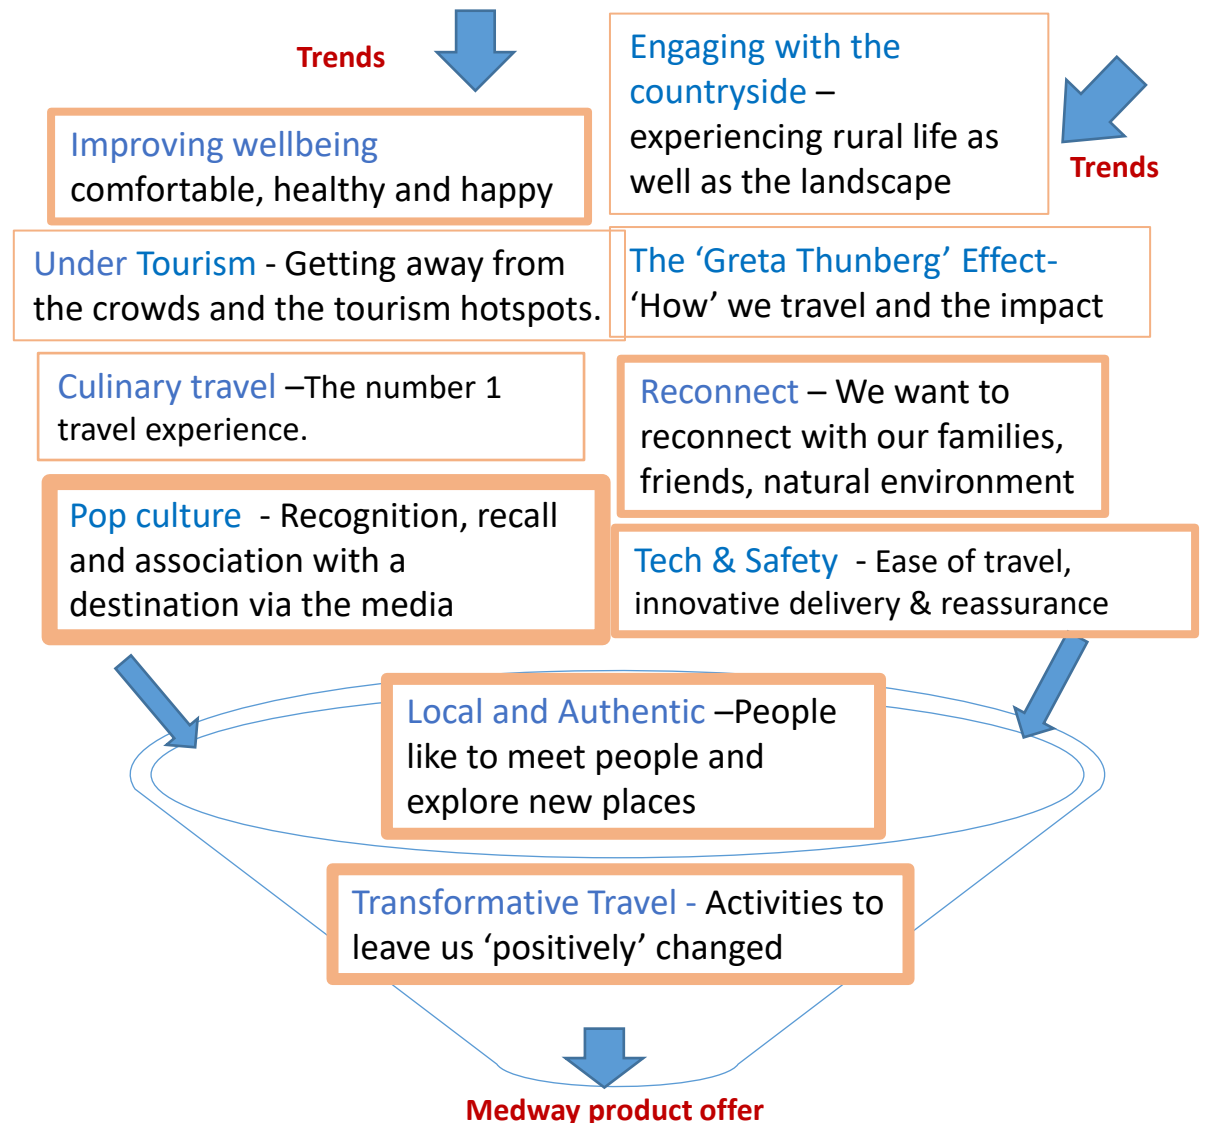 Trends
Improving wellbeing
comfortable, healthy and happy
Engaging with the
countryside –
experiencing rural life as
well as the landscape
Trends
Under Tourism - Getting away from
the crowds and the tourism hotspots.
The ‘Greta Thunberg’ Effect-
‘How’ we travel and the impact
Culinary travel –The number 1
travel experience.
Reconnect – We want to
reconnect with our families,
friends, natural environment
Pop culture - Recognition, recall
and association with a
destination via the media
Tech & Safety - Ease of travel,
innovative delivery & reassurance
Local and Authentic –People
like to meet people and
explore new places
Transformative Travel - Activities to
leave us ‘positively’ changed
Medway product offer